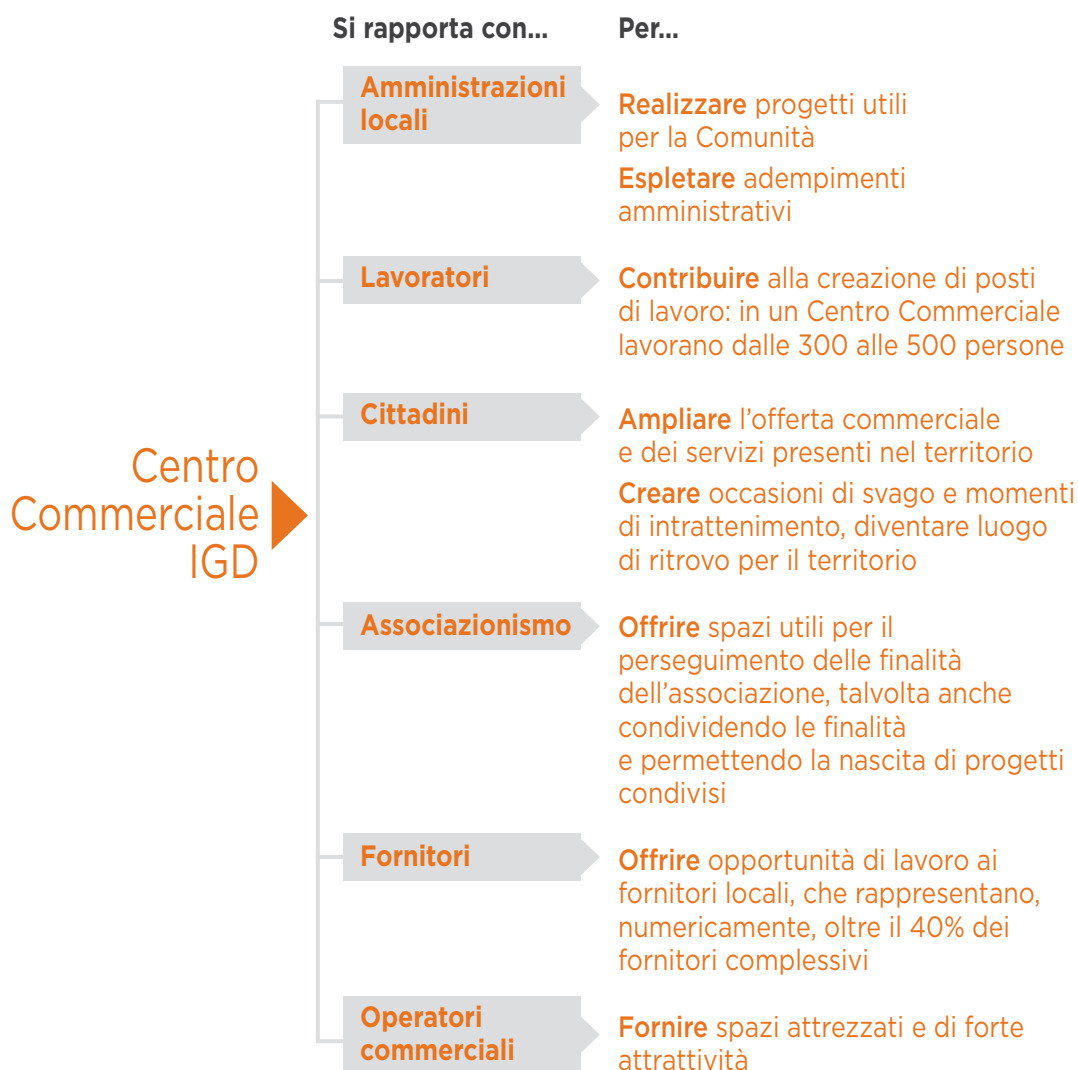 Si rapporta con...
Per...
Centro
Commerciale
IGD
Amministrazioni
locali
Realizzare progetti utili
per la Comunità
Espletare adempimenti
amministrativi
Lavoratori
Contribuire alla creazione di posti
di lavoro: in un Centro Commerciale
lavorano dalle 300 alle 500 persone
Cittadini
Ampliare l’offerta commerciale
e dei servizi presenti nel territorio
Creare occasioni di svago e momenti
di intrattenimento, diventare luogo
di ritrovo per il territorio
Associazionismo
Offrire spazi utili per il
perseguimento delle finalità
dell’associazione, talvolta anche
condividendo le finalità
e permettendo la nascita di progetti
condivisi
Fornitori
Offrire opportunità di lavoro ai
fornitori locali, che rappresentano,
numericamente, oltre il 40% dei
fornitori complessivi
Operatori
commerciali
Fornire spazi attrezzati e di forte
attrattività